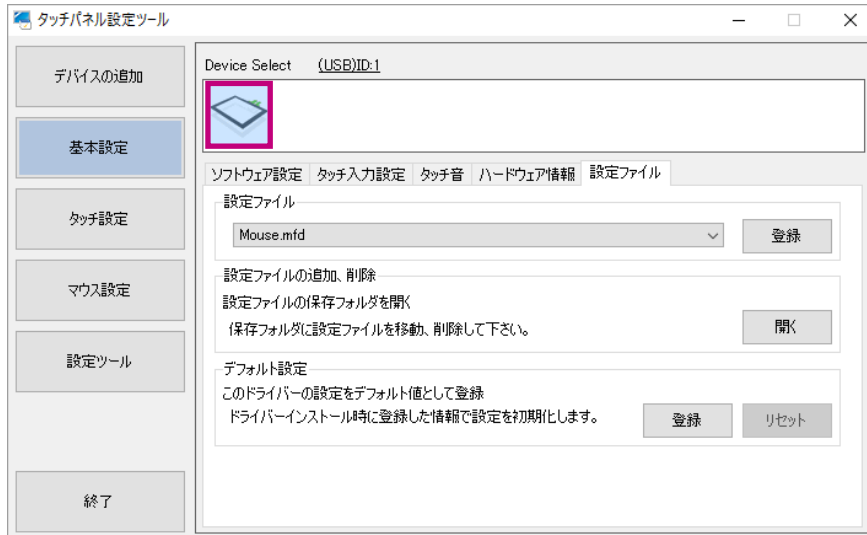 タッチパネル設定ツール
デバイスの追加
基本設定
タッチ設定
マウス設定
設定ツール
終了
Device Select (USB)ID:1
ソフトウェア設定 タッチ入力設定 タッチ音 ハードウェア情報 設定ファイル
設定ファイル
Mouse.mfd 登録
設定ファイルの追加、削除
設定ファイルの保存フォルダを開く
保存フォルダに設定ファイルを移動、削除して下さい。 開く
デフォルト設定
このドライバーの設定をデフォルト値として登録
ドライバーインストール時に登録した情報で設定を初期化します。 登録 リセット